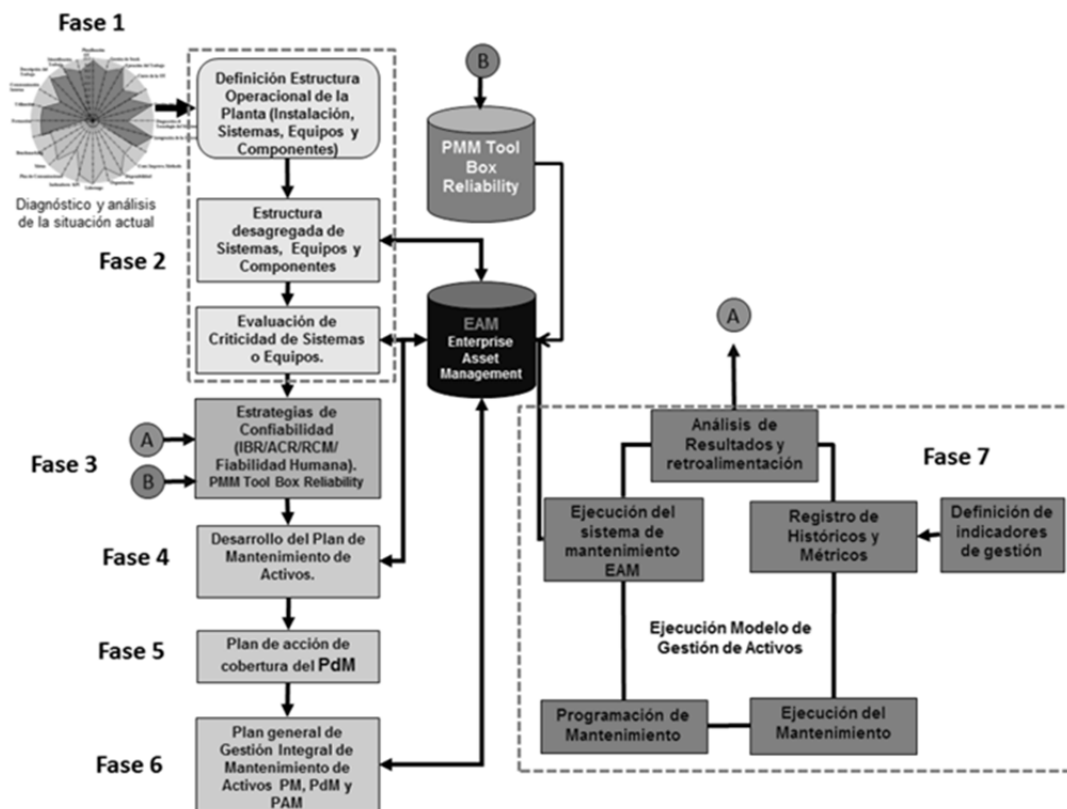 Fase 1
Diagnóstico y análisis
de la situación actual
Definición Estructura
Operacional de la
Planta (Instalación,
Sistemas, Equipos y
Componentes)
Fase 2
Estructura
desagregada de
Sistemas, Equipos y
Componentes
Evaluación de
Criticidad de Sistemas
o Equipos.
Fase 3
A
B
Estrategias de
Confiabilidad
(IBR/ACR/RCM/
Fiabilidad Humana).
PMM Tool Box Reliability
Fase 4
Desarrollo del Plan de
Mantenimiento de
Activos.
Fase 5
Plan de acción de
cobertura del PdM
Fase 6
Plan general de
Gestión Integral de
Mantenimiento de
Activos PM, PdM y
PAM
B
PMM Tool
Box
Reliability
EAM
Enterprise
Asset
Management
A
Fase 7
Análisis de
Resultados y
retroalimentación
Ejecución del
sistema de
mantenimiento
EAM
Registro de
Históricos y
Métricos
Definición de
indicadores
de gestión
Ejecución Modelo de
Gestión de Activos
Programación de
Mantenimiento
Ejecución del
Mantenimiento